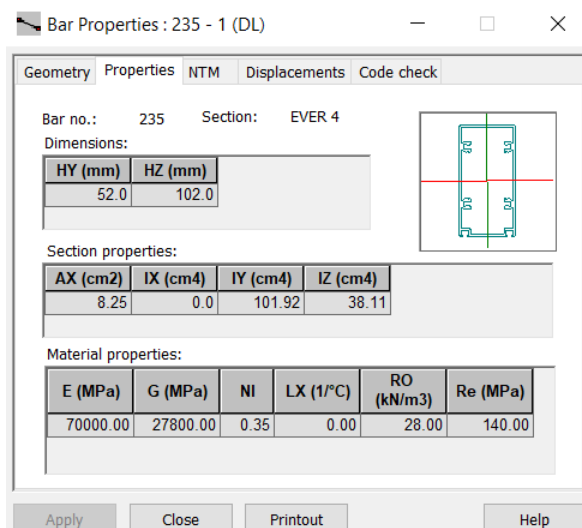 Bar Properties : 235 - 1 (DL)
Geometry Properties NTM Displacements Code check
Bar no.: 235 Section: EVER 4
Dimensions:
HY (mm) HZ (mm)
52.0 102.0
Section properties:
AX (cm2) IX (cm4) IY (cm4) IZ (cm4)
8.25 0.0 101.92 38.11
Material properties:
E (MPa) G (MPa) NI LX (1/°C) RO (kN/m3) Re (MPa)
70000.00 27800.00 0.35 0.00 28.00 140.00
Apply Close Printout Help